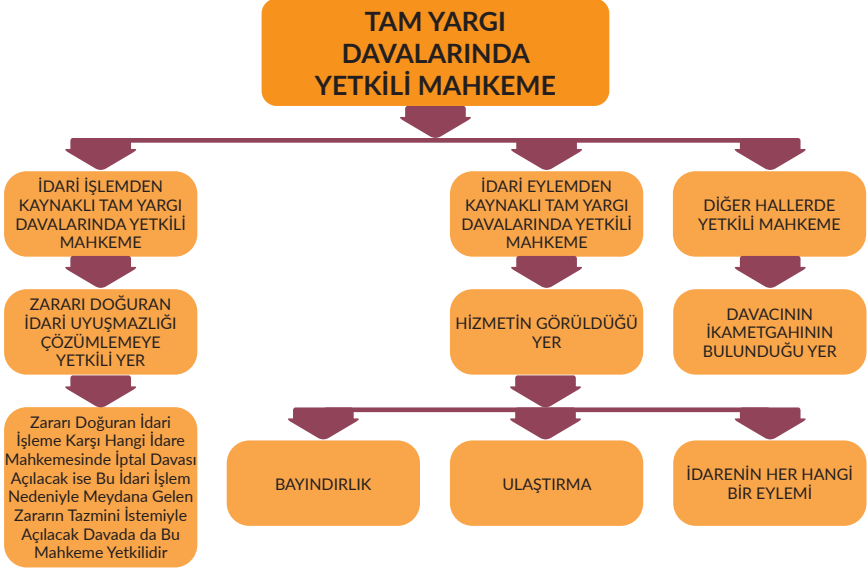 TAM YARGI
DAVALARINDA
YETKİLİ MAHKEME
İDARİ İŞLEMDEN
KAYNAKLI TAM YARGI
DAVALARINDA YETKİLİ
MAHKEME
İDARİ EYLEMDEN
KAYNAKLI TAM YARGI
DAVALARINDA YETKİLİ
MAHKEME
DİĞER HALLERDE
YETKİLİ MAHKEME
ZARARI DOĞURAN
İDARİ UYUŞMAZLIĞI
ÇÖZÜMLEMEYE
YETKİLİ YER
HİZMETİN GÖRÜLDÜĞÜ
YER
DAVACININ
İKAMETGAHININ
BULUNDUĞU YER
Zararı Doğuran İdari
İşleme Karşı Hangi İdare
Mahkemesinde İptal Davası
Açılacak ise Bu İdari İşlem
Nedeniyle Meydana Gelen
Zararın Tazmini İstemiyle
Açılacak Davada da Bu
Mahkeme Yetkilidir
BAYINDIRLIK
ULAŞTIRMA
İDARENİN HER HANGİ
BİR EYLEMİ